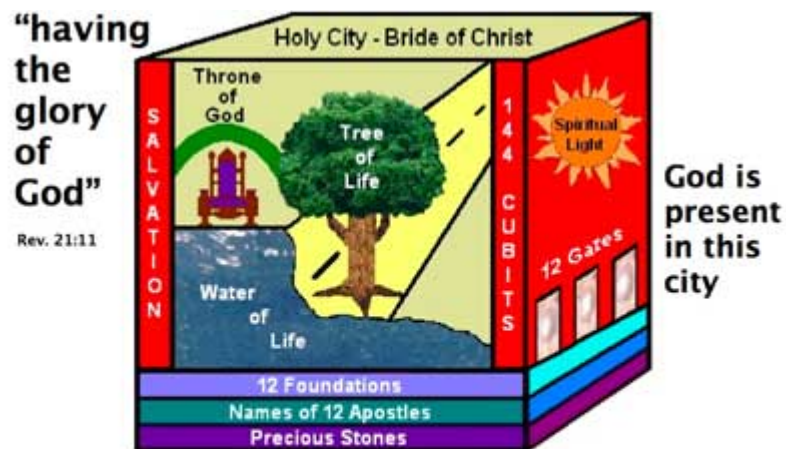 "having
the
glory
of
God"
Rev. 21:11
Holy City - Bride of Christ
SALVATION
Throne
of
God
Tree
of
Life
Water
of
Life
144 CUBITS
Spiritual
Light
12 Gates
12 Foundations
Names of 12 Apostles
Precious Stones
God is
present
in this
city